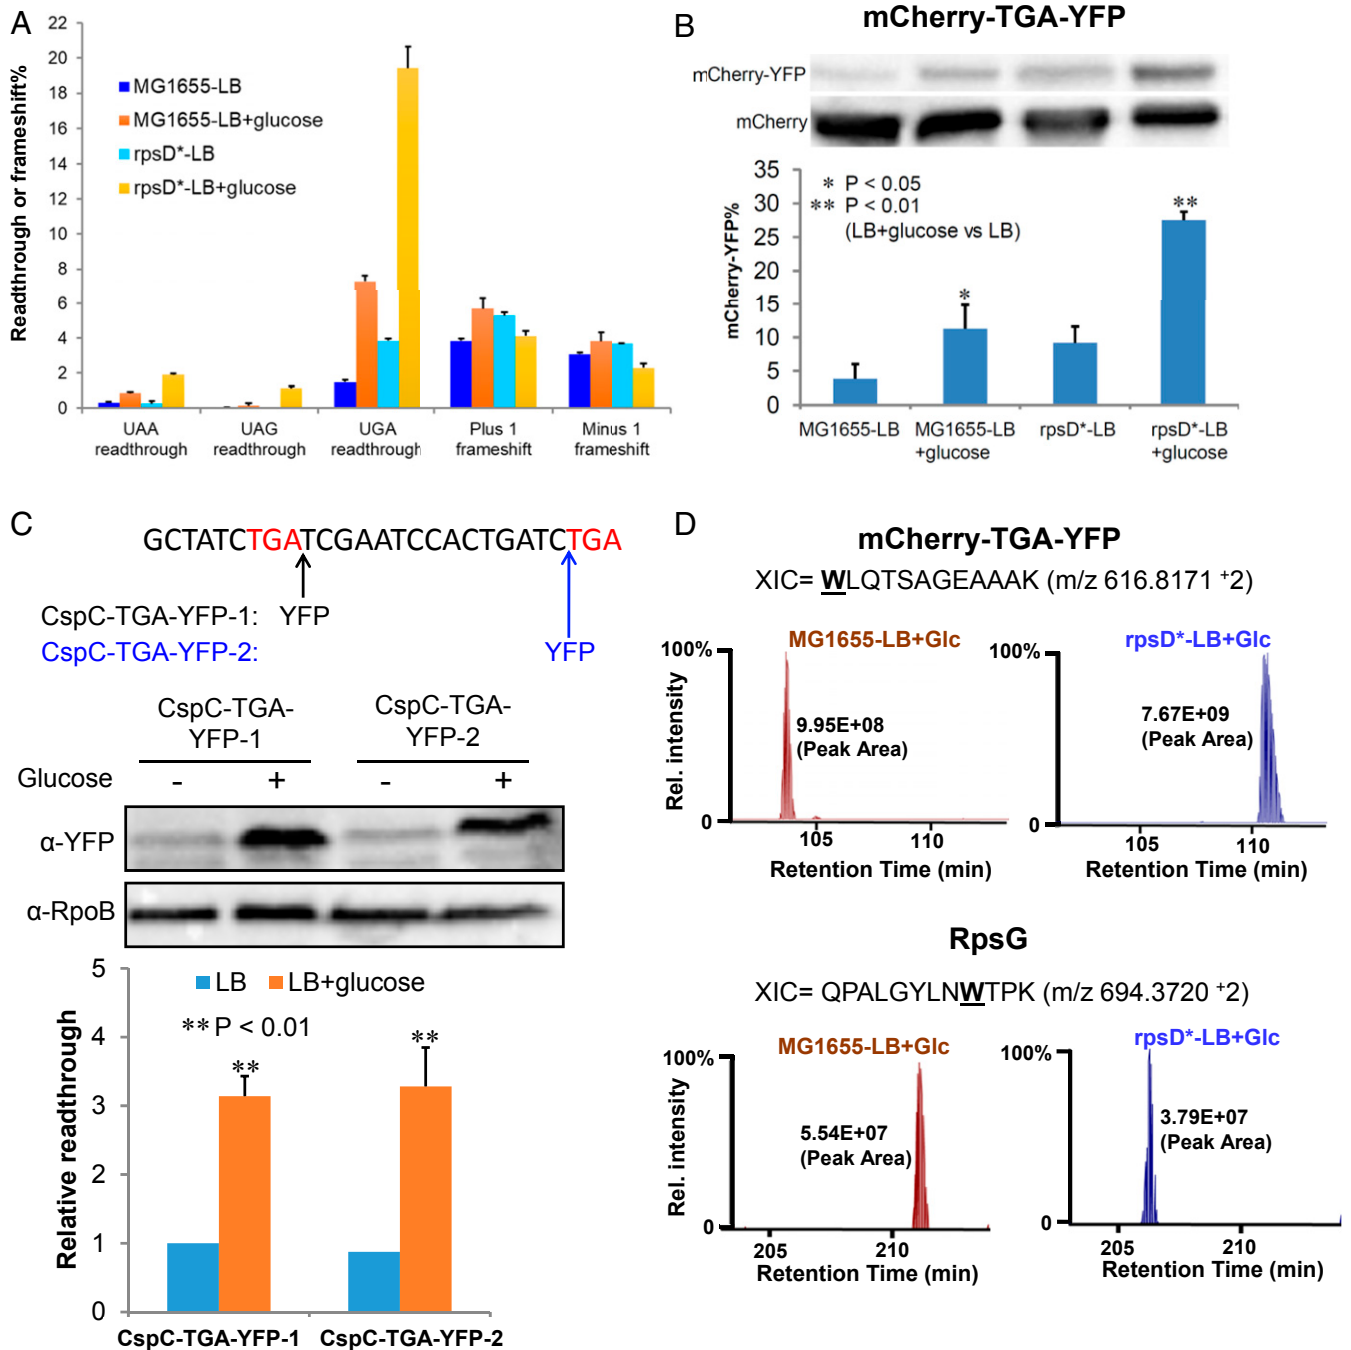 A
22
20
18
16
14
12
10
8
6
4
2
0
Readthrough or frameshift%
MG1655-LB
MG1655-LB+glucose
rpsD*-LB
rpsD*-LB+glucose
UAA readthrough
UAG readthrough
UGA readthrough
Plus 1 frameshift
Minus 1 frameshift
B
mCherry-TGA-YFP
mCherry-YFP
mCherry
35
30
25
20
15
10
5
0
mCherry-YFP%
* P < 0.05
** P < 0.01
(LB+glucose vs LB)
*
**
MG1655-LB
MG1655-LB +glucose
rpsD*-LB
rpsD*-LB +glucose
C
GCTATCTGATCGAATCCACTGATCTGA
CspC-TGA-YFP-1: YFP
CspC-TGA-YFP-2: YFP
CspC-TGA-YFP-1
CspC-TGA-YFP-2
Glucose - + - +
α-YFP
α-RpoB
5
4
3
2
1
0
Relative readthrough
LB
LB+glucose
** P < 0.01
**
**
CspC-TGA-YFP-1
CspC-TGA-YFP-2
D
mCherry-TGA-YFP
XIC= WLQTSAGEAAAK (m/z 616.8171 +2)
MG1655-LB+Glc
100%
0
Rel. intensity
9.95E+08
(Peak Area)
105 110
Retention Time (min)
rpsD*-LB+Glc
100%
0
7.67E+09
(Peak Area)
105 110
Retention Time (min)
RpsG
XIC= QPALGYLNWTPK (m/z 694.3720 +2)
MG1655-LB+Glc
100%
0
Rel. intensity
5.54E+07
(Peak Area)
205 210
Retention Time (min)
rpsD*-LB+Glc
100%
0
3.79E+07
(Peak Area)
205 210
Retention Time (min)